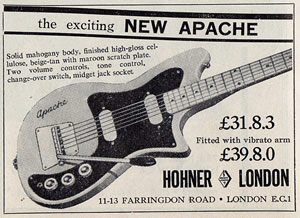 the exciting NEW APACHE
Solid mahogany body, finished high-gloss cel-
lulose, beige-tan with maroon scratch plate.
Two volume controls, tone control,
change-over switch, midget jack socket.
Apache
£31.8.3
Fitted with vibrato arm
£39.8.0
HOHNER LONDON
11-13 FARRINGDON ROAD • LONDON E.C.1